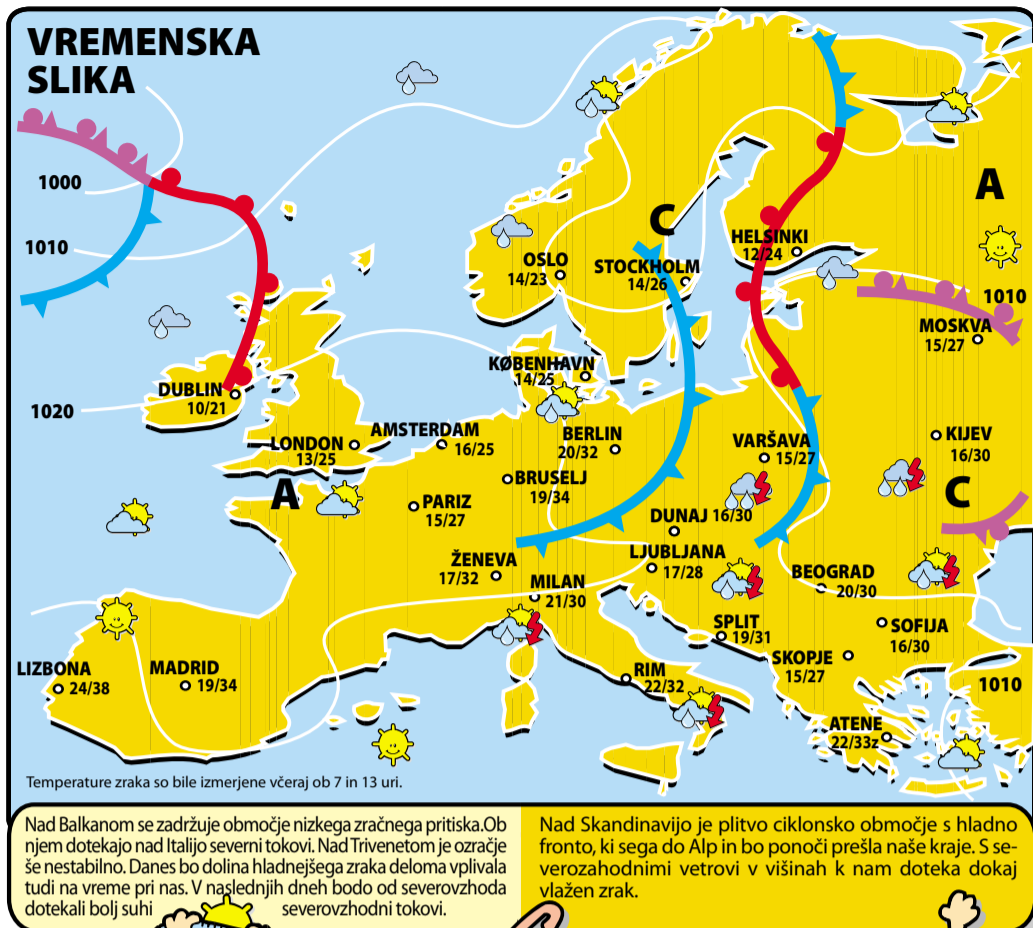 VREMENSKA
SLIKA
1000
1010
1020
A
C
A
C
1010
1010
A
HELSINKI
12/24
OSLO
14/23
STOCKHOLM
14/26
MOSKVA
15/27
KØBENHAVN
14/25
DUBLIN
10/21
LONDON
13/25
AMSTERDAM
16/25
BERLIN
20/32
VARŠAVA
15/27
KIJEV
16/30
BRUSELJ
19/34
PARIZ
15/27
DUNAJ 16/30
LJUBLJANA
17/28
ŽENEVA
17/32
MILAN
21/30
BEOGRAD
20/30
SPLIT
19/31
SOFIJA
16/30
SKOPJE
15/27
LIZBONA
24/38
MADRID
19/34
RIM
22/32
ATENE
22/33z
Temperature zraka so bile izmerjene včeraj ob 7 in 13 uri.
Nad Balkanom se zadržuje območje nizkega zračnega pritiska.Ob
njem dotekajo nad Italijo severni tokovi. Nad Trivenetom je ozračje
še nestabilno. Danes bo dolina hladnejšega zraka deloma vplivala
tudi na vreme pri nas. V naslednjih dneh bodo od severovzhoda
dotekali bolj suhi severovzhodni tokovi.
Nad Skandinavijo je plitvo ciklonsko območje s hladno
fronto, ki sega do Alp in bo ponoči prešla naše kraje. S se-
verozahodnimi vetrovi v višinah k nam doteka dokaj
vlažen zrak.